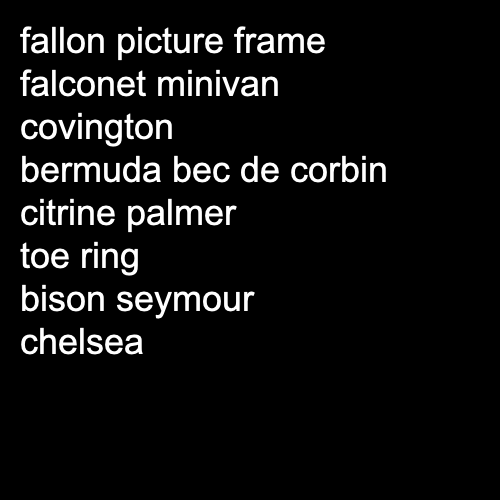 fallon picture frame
falconet minivan
covington
bermuda bec de corbin
citrine palmer
toe ring
bison seymour
chelsea